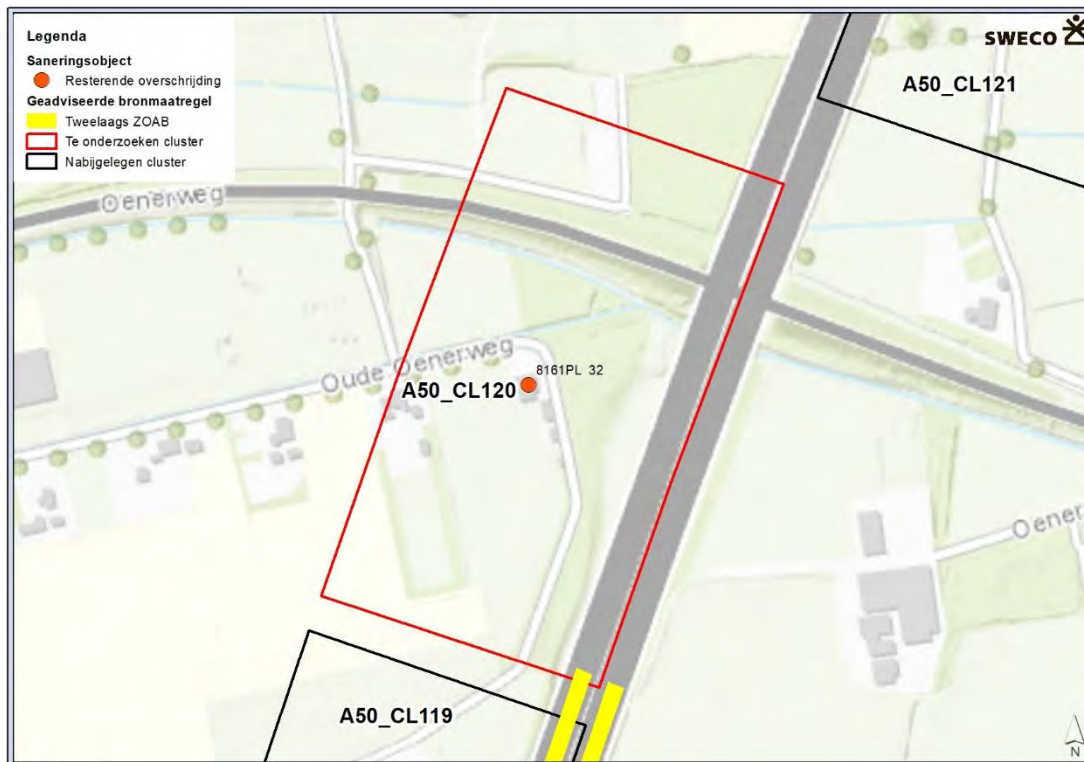 Legenda
Saneringsobject
Resterende overschrijding
Geadviseerde bronmaatregel
Tweelaags ZOAB
Te onderzoeken cluster
Nabijgelegen cluster
SWECO
A50_CL121
Oenerweg
Oude Oenerweg
8161PL 32
A50_CL120
Oenerw
A50_CL119
N